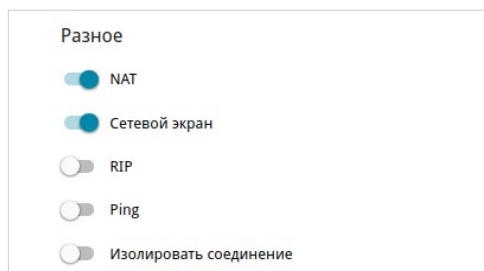 Разное
NAT
Сетевой экран
RIP
Ping
Изолировать соединение